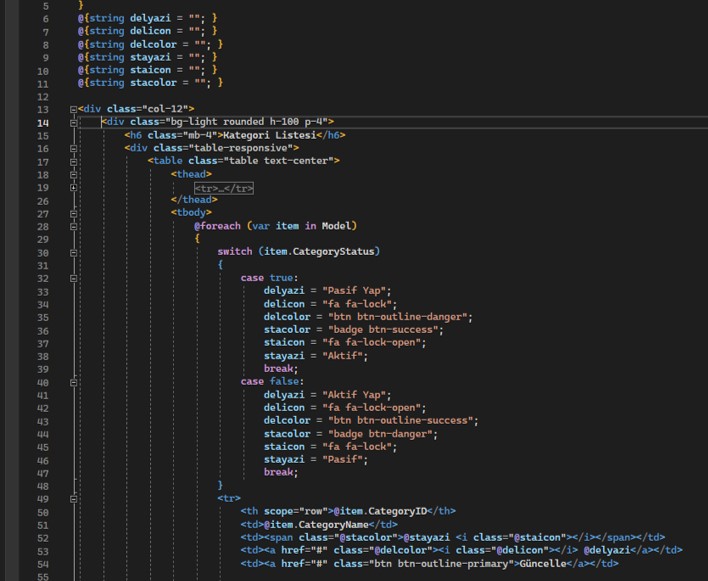 5 }
6 @{string delyazi = ""; }
7 @{string delicon = ""; }
8 @{string delcolor = ""; }
9 @{string stayazi = ""; }
10 @{string staicon = ""; }
11 @{string stacolor = ""; }
12
13 <div class="col-12">
14 <div class="bg-light rounded h-100 p-4">
15 <h6 class="mb-4">Kategori Listesi</h6>
16 <div class="table-responsive">
17 <table class="table text-center">
18 <thead>
19 <tr>…</tr>
26 </thead>
27 <tbody>
28 @foreach (var item in Model)
29 {
30 switch (item.CategoryStatus)
31 {
32 case true:
33 delyazi = "Pasif Yap";
34 delicon = "fa fa-lock";
35 delcolor = "btn btn-outline-danger";
36 stacolor = "badge btn-success";
37 staicon = "fa fa-lock-open";
38 stayazi = "Aktif";
39 break;
40 case false:
41 delyazi = "Aktif Yap";
42 delicon = "fa fa-lock-open";
43 delcolor = "btn btn-outline-success";
44 stacolor = "badge btn-danger";
45 staicon = "fa fa-lock";
46 stayazi = "Pasif";
47 break;
48 }
49 <tr>
50 <th scope="row">@item.CategoryID</th>
51 <td>@item.CategoryName</td>
52 <td><span class="@stacolor">@stayazi <i class="@staicon"></i></span></td>
53 <td><a href="#" class="@delcolor"><i class="@delicon"></i> @delyazi</a></td>
54 <td><a href="#" class="btn btn-outline-primary">Güncelle</a></td>
55